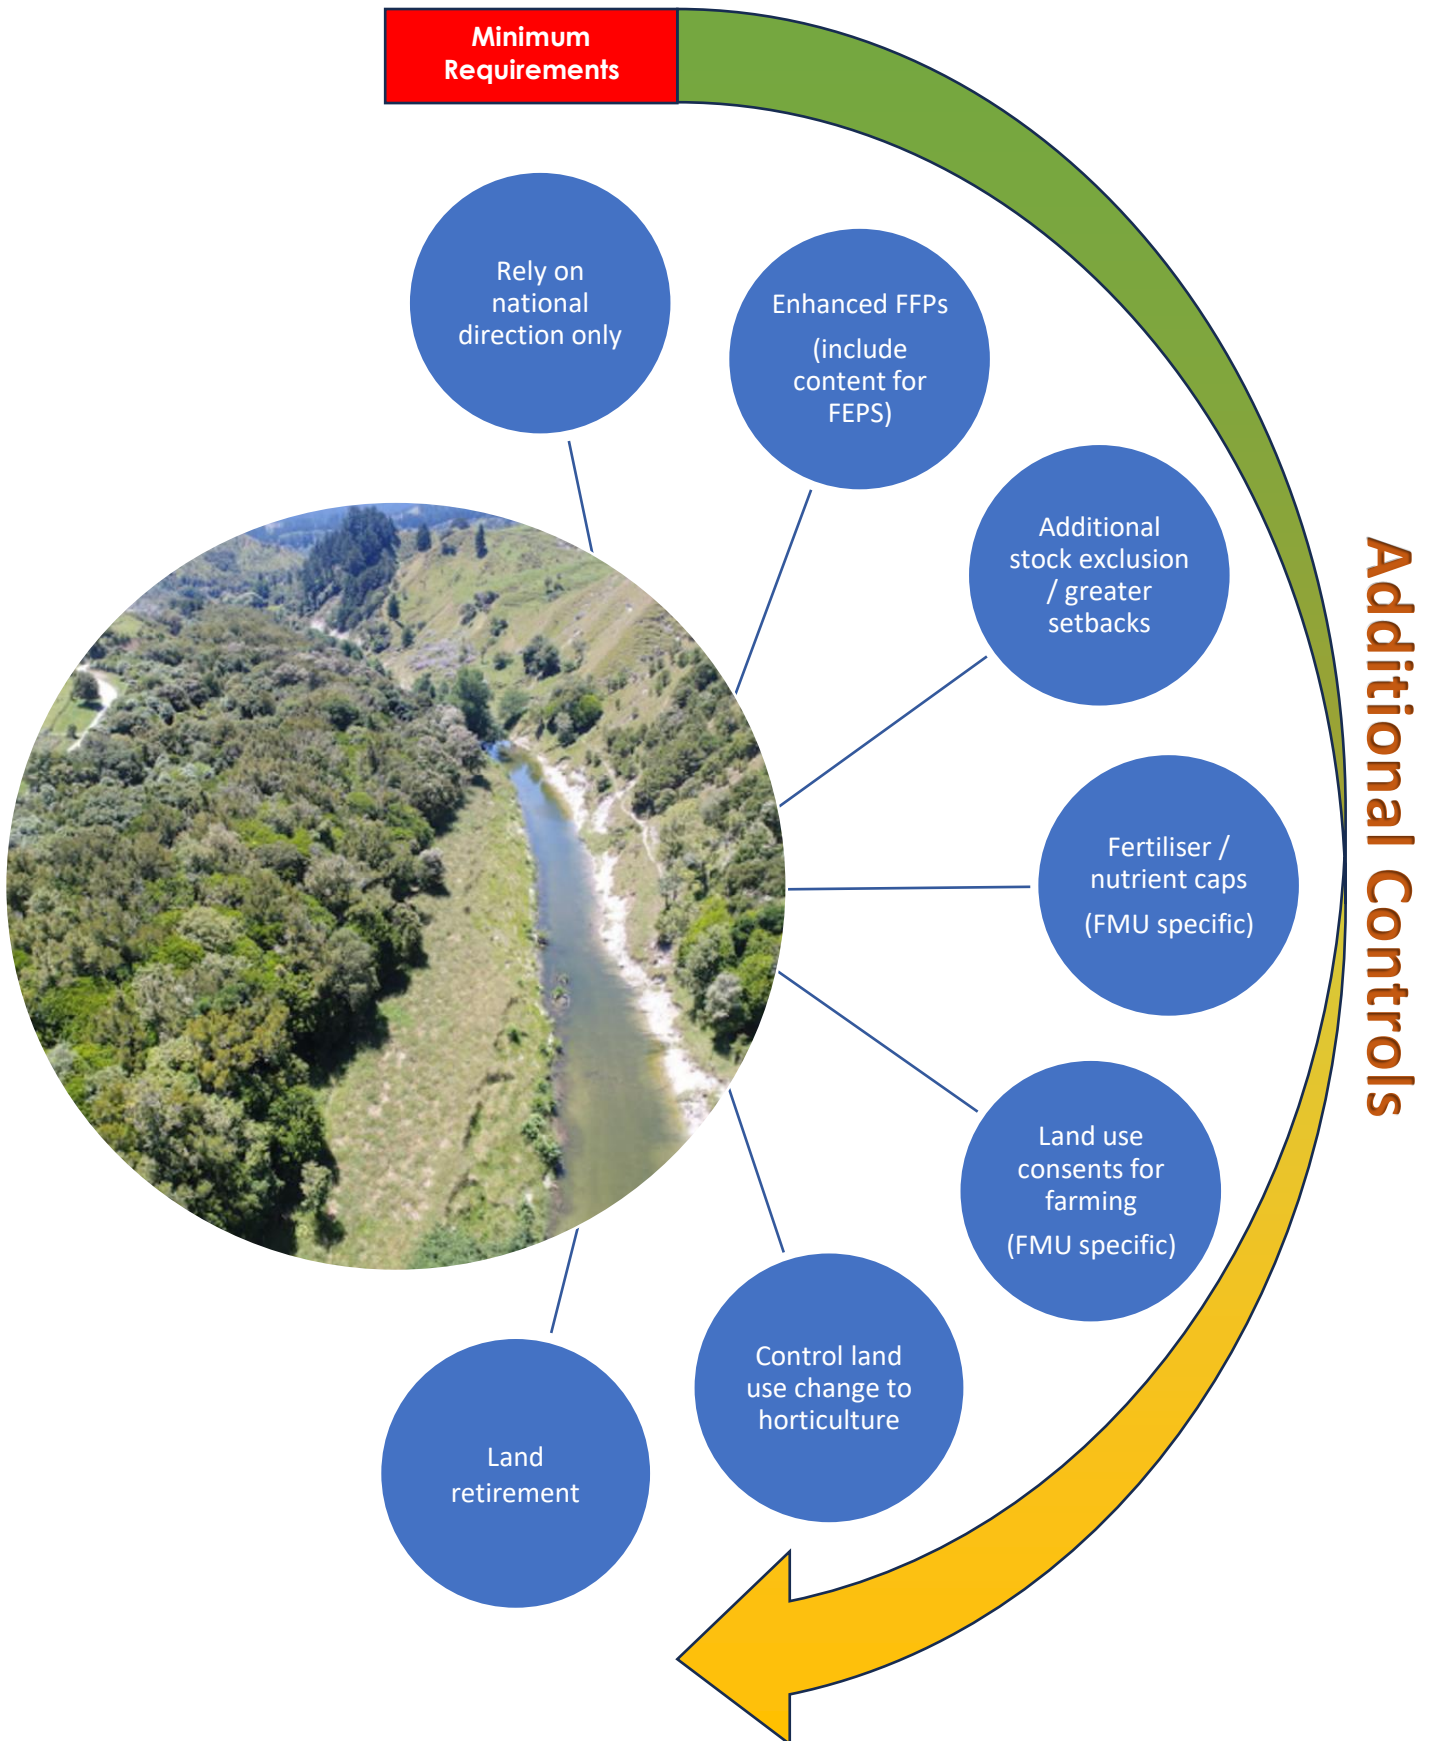 Minimum
Requirements
Rely on
national
direction only
Enhanced FFPs
(include
content for
FEPS)
Additional
stock exclusion
/ greater
setbacks
Fertiliser /
nutrient caps
(FMU specific)
Land use
consents for
farming
(FMU specific)
Control land
use change to
horticulture
Land
retirement
Additional Controls